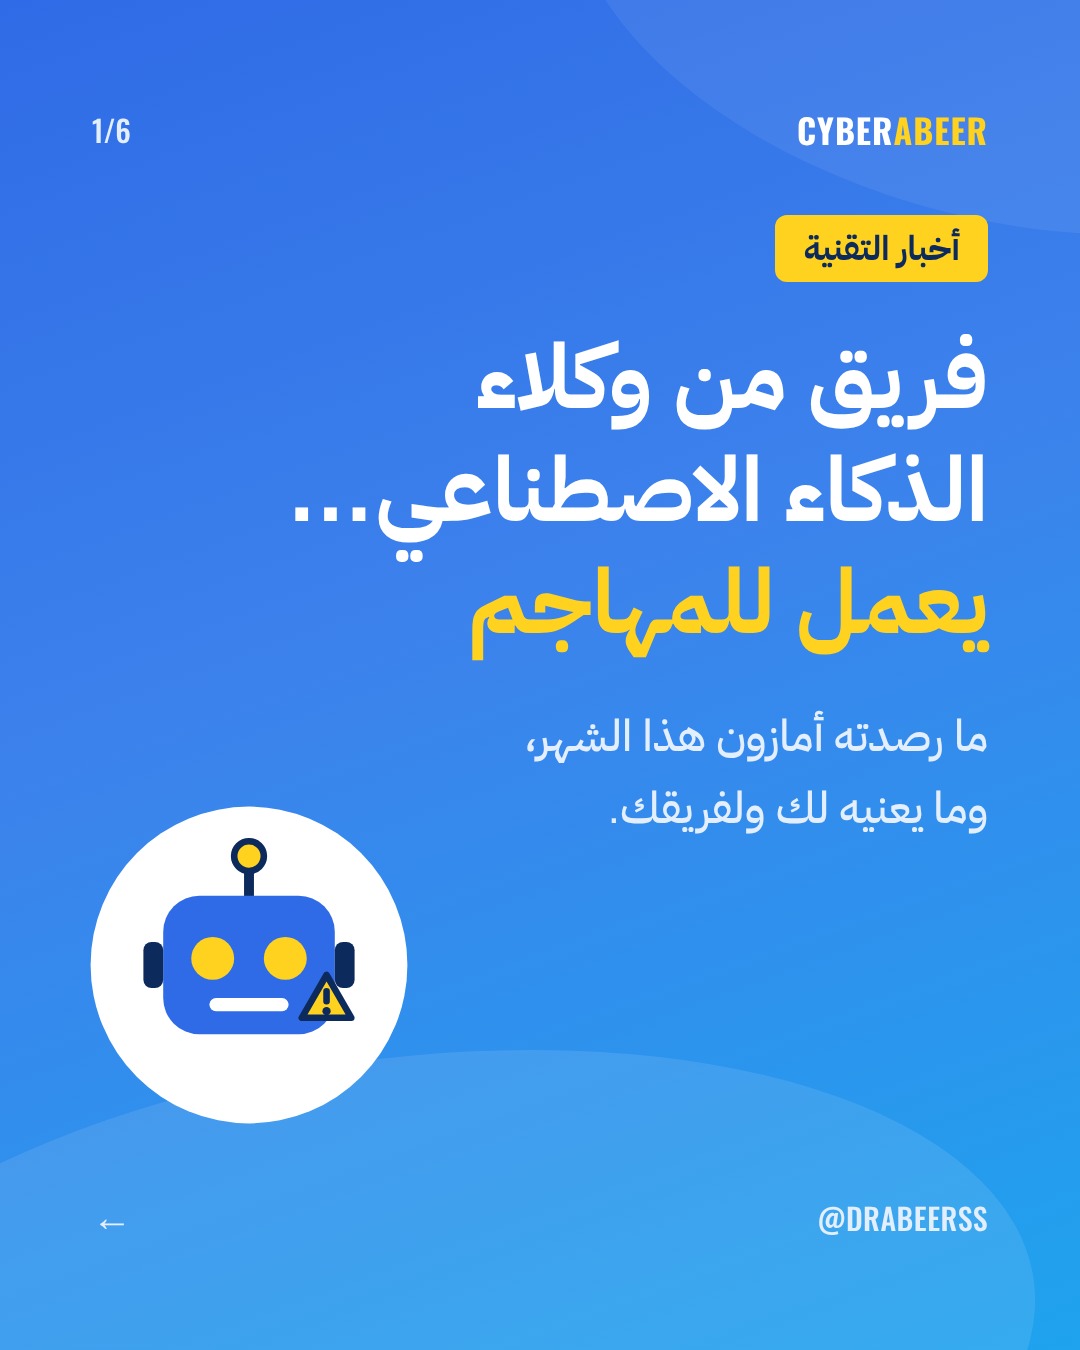 1/6
CYBERABEER
أخبار التقنية
فريق من وكلاء
الذكاء الاصطناعي...
يعمل للمهاجم
ما رصدته أمازون هذا الشهر،
وما يعنيه لك ولفريقك.
←
@DRABEERSS